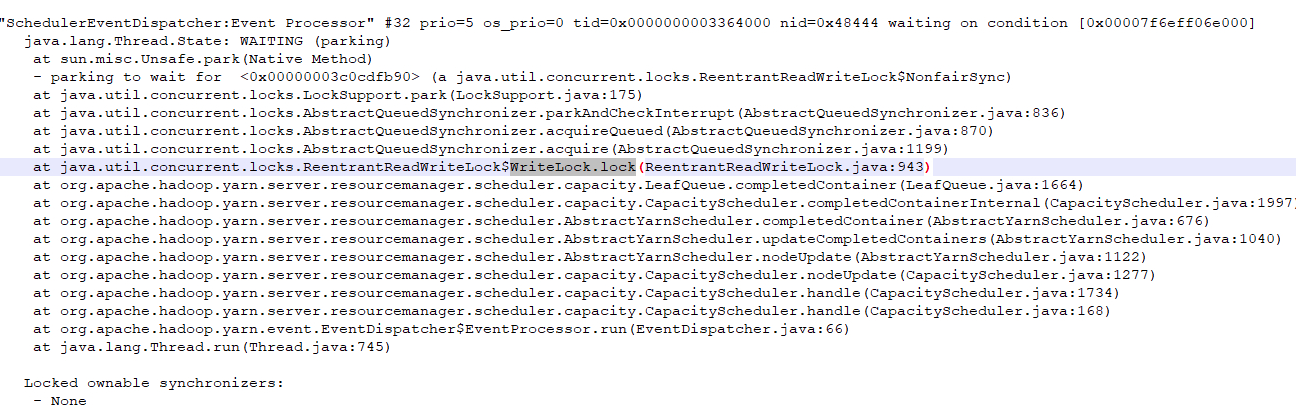 "SchedulerEventDispatcher:Event Processor" #32 prio=5 os_prio=0 tid=0x0000000003364000 nid=0x48444 waiting on condition [0x00007f6eff06e000]
java.lang.Thread.State: WAITING (parking)
at sun.misc.Unsafe.park(Native Method)
- parking to wait for <0x00000003c0cdfb90> (a java.util.concurrent.locks.ReentrantReadWriteLock$NonfairSync)
at java.util.concurrent.locks.LockSupport.park(LockSupport.java:175)
at java.util.concurrent.locks.AbstractQueuedSynchronizer.parkAndCheckInterrupt(AbstractQueuedSynchronizer.java:836)
at java.util.concurrent.locks.AbstractQueuedSynchronizer.acquireQueued(AbstractQueuedSynchronizer.java:870)
at java.util.concurrent.locks.AbstractQueuedSynchronizer.acquire(AbstractQueuedSynchronizer.java:1199)
at java.util.concurrent.locks.ReentrantReadWriteLock$WriteLock.lock(ReentrantReadWriteLock.java:943)
at org.apache.hadoop.yarn.server.resourcemanager.scheduler.capacity.LeafQueue.completedContainer(LeafQueue.java:1664)
at org.apache.hadoop.yarn.server.resourcemanager.scheduler.capacity.CapacityScheduler.completedContainerInternal(CapacityScheduler.java:1997)
at org.apache.hadoop.yarn.server.resourcemanager.scheduler.AbstractYarnScheduler.completedContainer(AbstractYarnScheduler.java:676)
at org.apache.hadoop.yarn.server.resourcemanager.scheduler.AbstractYarnScheduler.updateCompletedContainers(AbstractYarnScheduler.java:1040)
at org.apache.hadoop.yarn.server.resourcemanager.scheduler.AbstractYarnScheduler.nodeUpdate(AbstractYarnScheduler.java:1122)
at org.apache.hadoop.yarn.server.resourcemanager.scheduler.capacity.CapacityScheduler.nodeUpdate(CapacityScheduler.java:1277)
at org.apache.hadoop.yarn.server.resourcemanager.scheduler.capacity.CapacityScheduler.handle(CapacityScheduler.java:1734)
at org.apache.hadoop.yarn.server.resourcemanager.scheduler.capacity.CapacityScheduler.handle(CapacityScheduler.java:168)
at org.apache.hadoop.yarn.event.EventDispatcher$EventProcessor.run(EventDispatcher.java:66)
at java.lang.Thread.run(Thread.java:745)
Locked ownable synchronizers:
- None